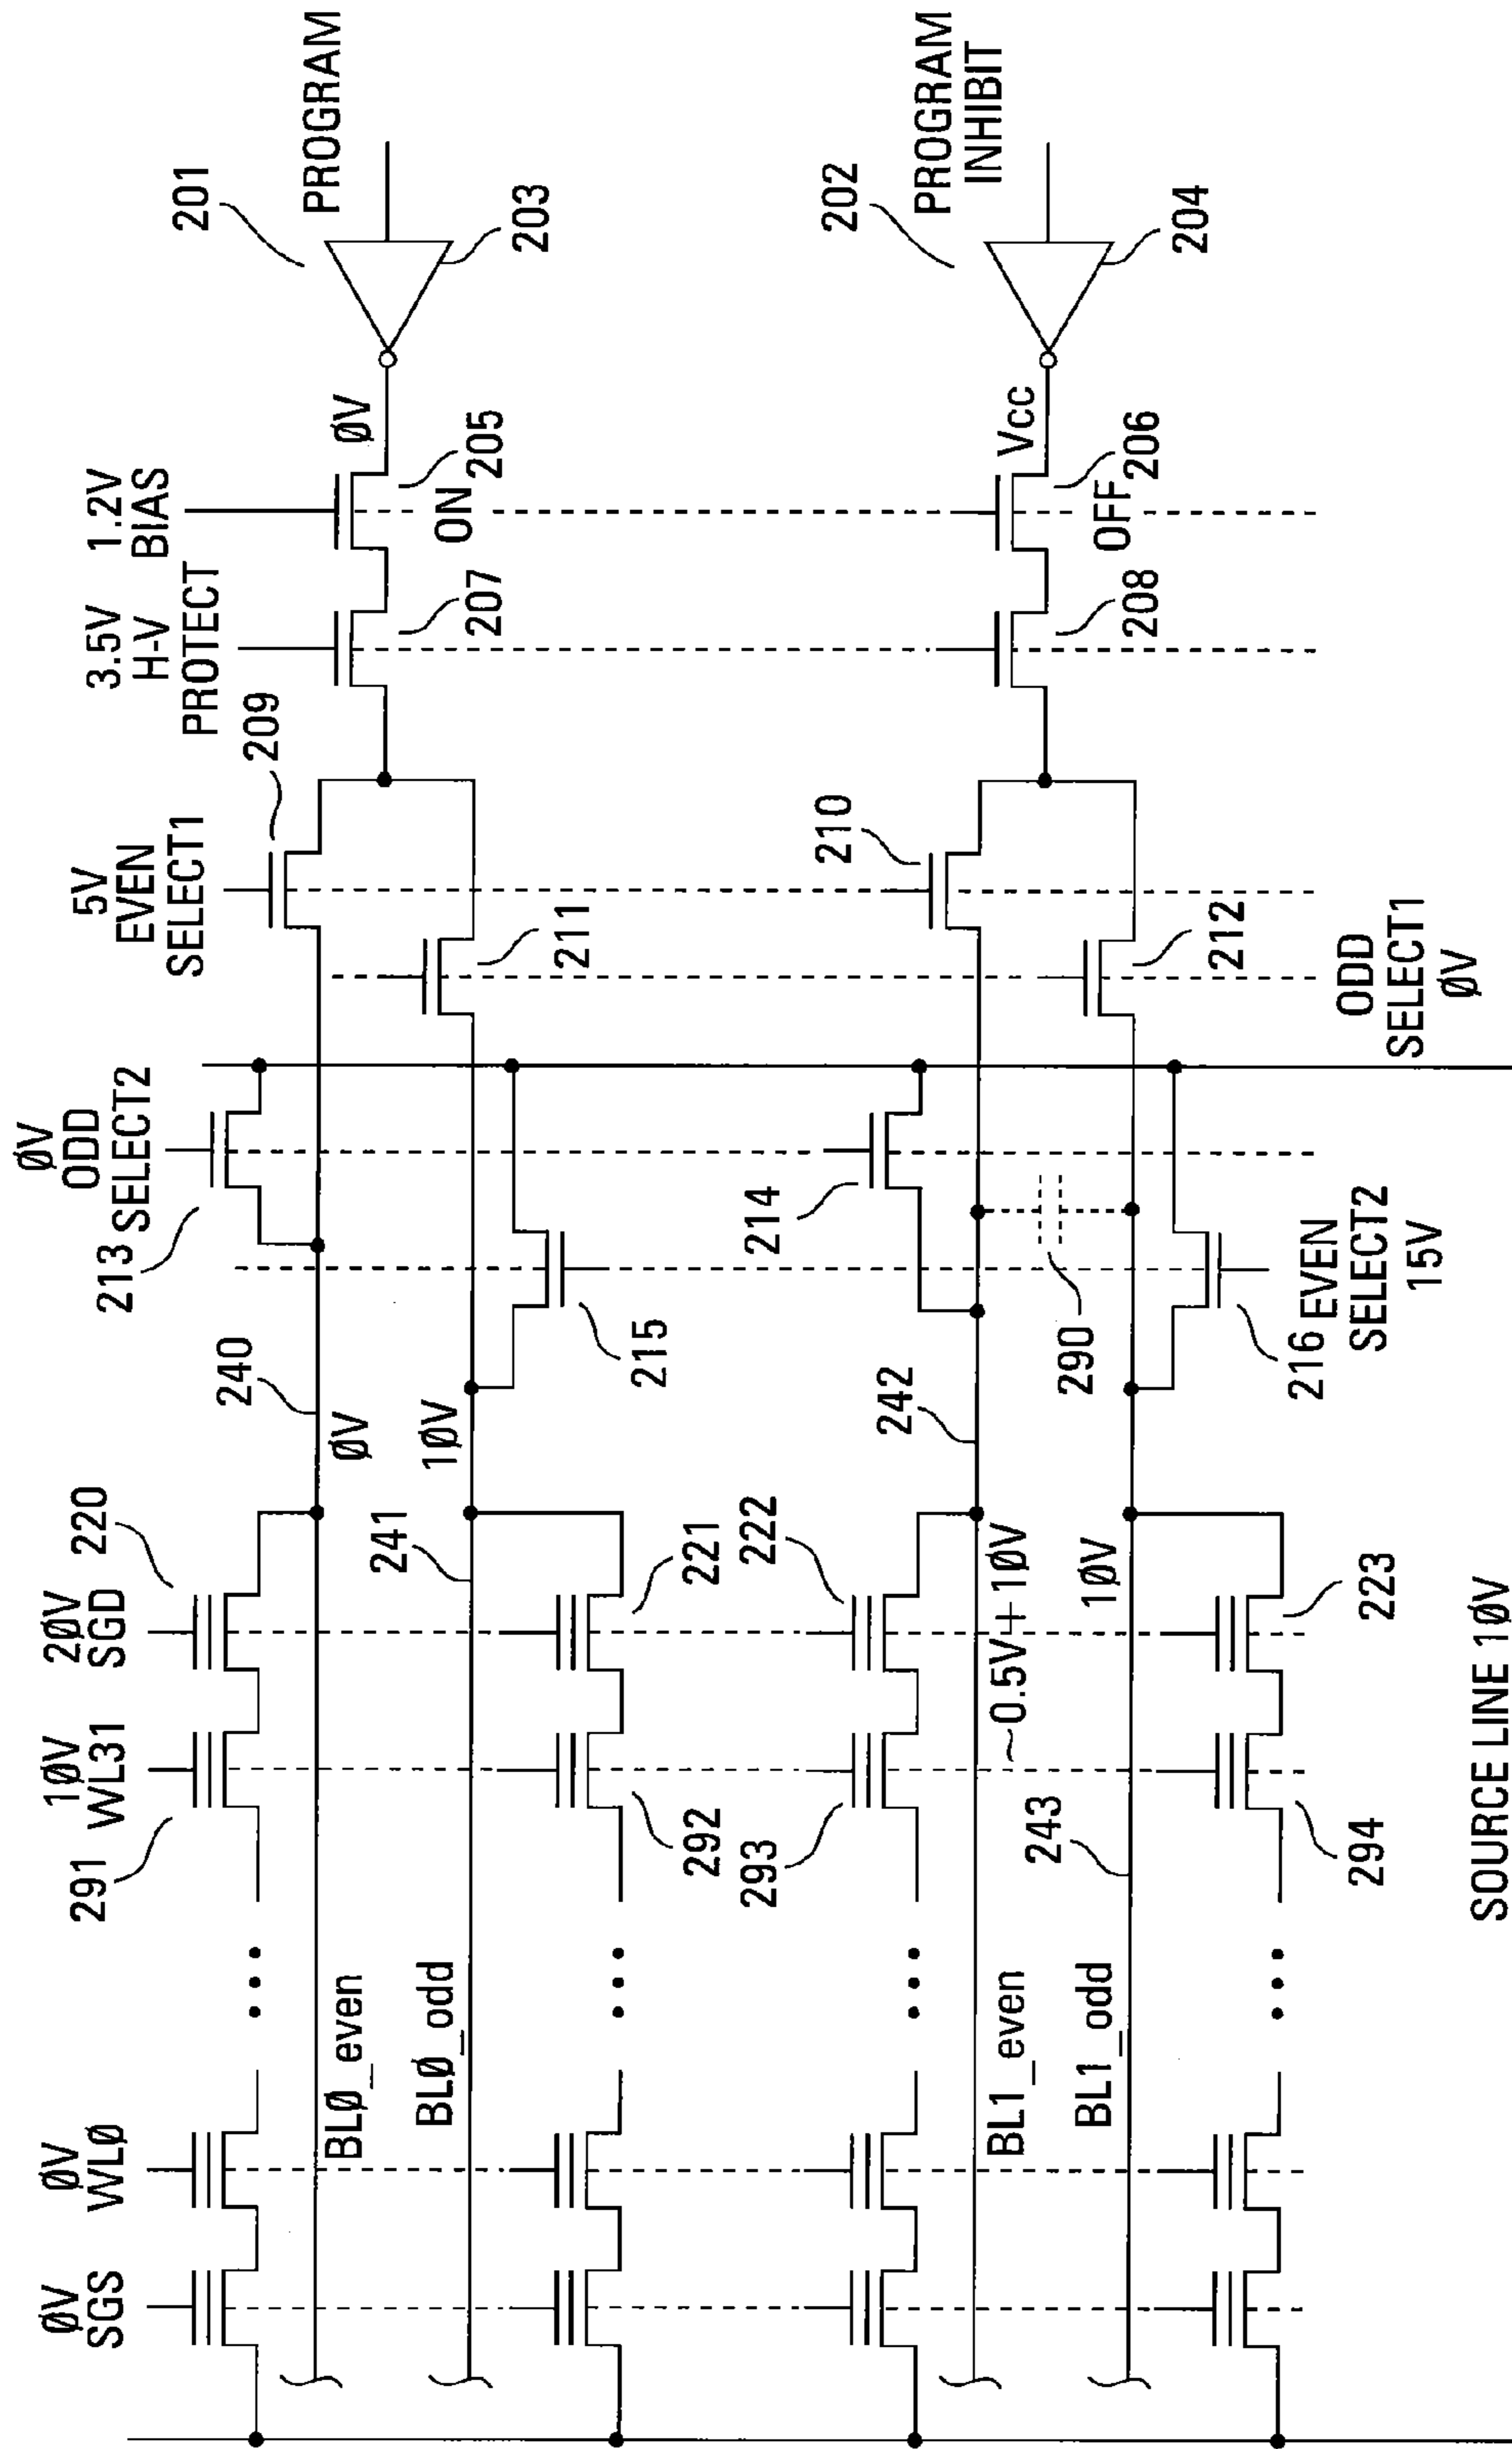 PROGRAM
201
203
ØV
1.2V
BIAS
205
ON
3.5V
H-V
PROTECT
207
209
5V
EVEN
SELECT1
211
ØV
ODD
SELECT2
213
215
240
ØV
1ØV
241
220
2ØV
SGD
221
1ØV
WL31
291
292
BLØ_even
BLØ_odd
ØV
WLØ
ØV
SGS
PROGRAM
INHIBIT
202
204
Vcc
206
OFF
208
210
212
ODD
SELECT1
ØV
214
290
216
EVEN
SELECT2
15V
242
222
~0.5V+1ØV
1ØV
223
293
243
294
BL1_even
BL1_odd
SOURCE LINE 1ØV